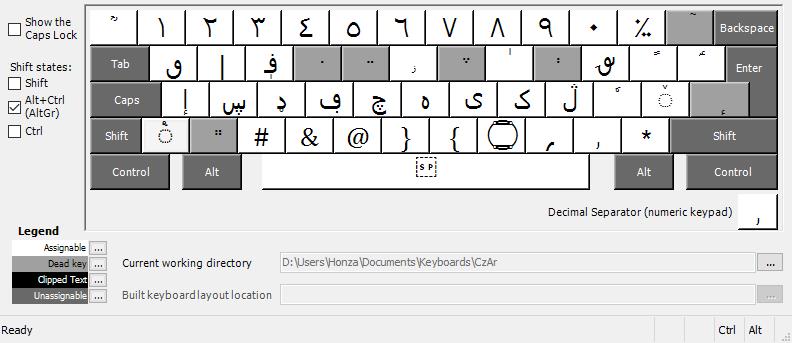 Show the
Caps Lock
Shift states:
Shift
Alt+Ctrl
(AltGr)
Ctrl
١ ٢ ٣ ٤ ٥ ٦ ٧ ٨ ٩ ٠ ٪ Backspace
Tab Enter
Caps إ ڥ چ ه ى ک ڷ
Shift # & @ } { * Shift
Control Alt SP Alt Control
Decimal Separator (numeric keypad)
Legend
Assignable ...
Dead key ...
Clipped Text ...
Unassignable ...
Current working directory D:\Users\Honza\Documents\Keyboards\CzAr ...
Built keyboard layout location ...
Ready Ctrl Alt